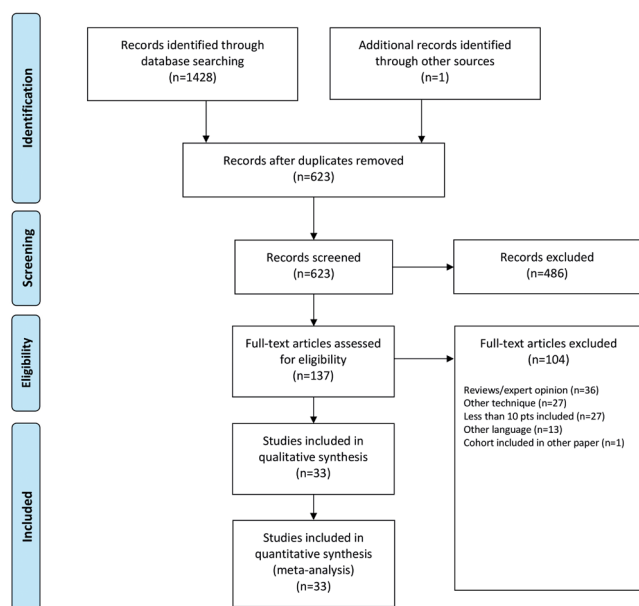 Identification
Records identified through
database searching
(n=1428)
Additional records identified
through other sources
(n=1)
Records after duplicates removed
(n=623)
Screening
Records screened
(n=623)
Records excluded
(n=486)
Eligibility
Full-text articles assessed
for eligibility
(n=137)
Full-text articles excluded
(n=104)
Reviews/expert opinion (n=36)
Other technique (n=27)
Less than 10 pts included (n=27)
Other language (n=13)
Cohort included in other paper (n=1)
Included
Studies included in
qualitative synthesis
(n=33)
Studies included in
quantitative synthesis
(meta-analysis)
(n=33)